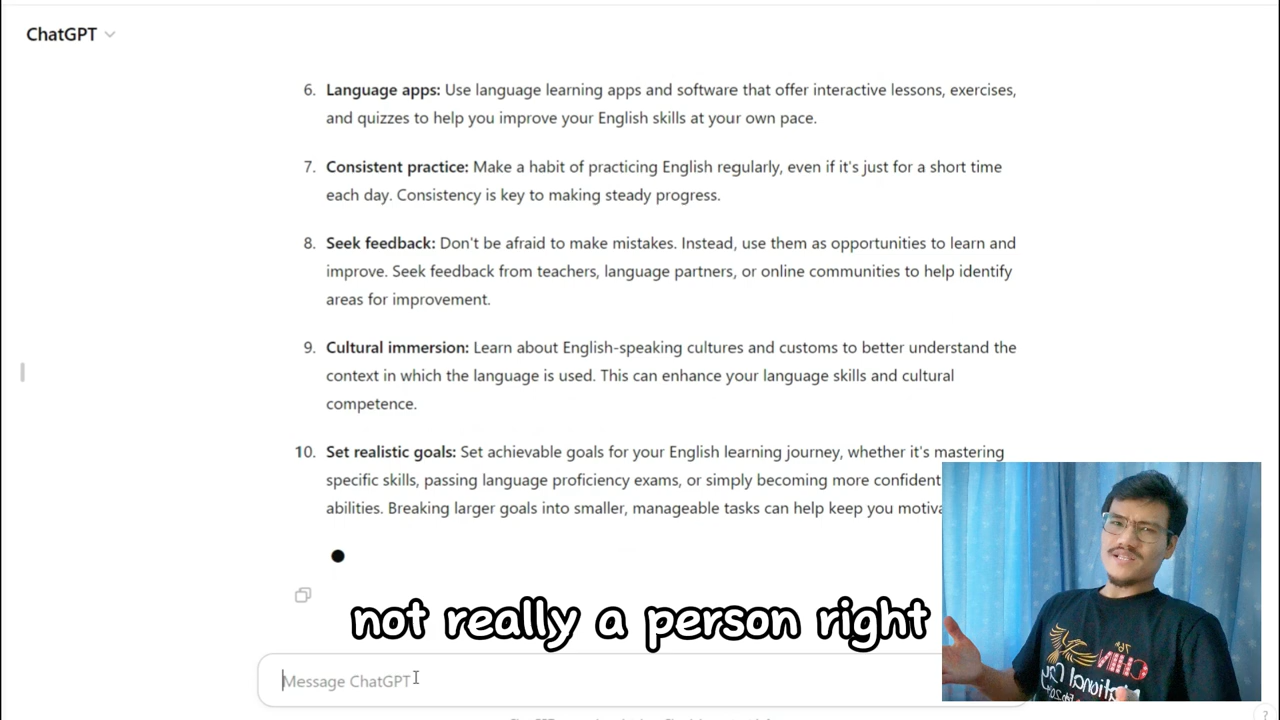 ChatGPT
6. Language apps: Use language learning apps and software that offer interactive lessons, exercises,
and quizzes to help you improve your English skills at your own pace.
7. Consistent practice: Make a habit of practicing English regularly, even if it's just for a short time
each day. Consistency is key to making steady progress.
8. Seek feedback: Don't be afraid to make mistakes. Instead, use them as opportunities to learn and
improve. Seek feedback from teachers, language partners, or online communities to help identify
areas for improvement.
9. Cultural immersion: Learn about English-speaking cultures and customs to better understand the
context in which the language is used. This can enhance your language skills and cultural
competence.
10. Set realistic goals: Set achievable goals for your English learning journey, whether it's mastering
specific skills, passing language proficiency exams, or simply becoming more confident
abilities. Breaking larger goals into smaller, manageable tasks can help keep you
not really a person right
Message ChatGPT
76th
CHIN
National